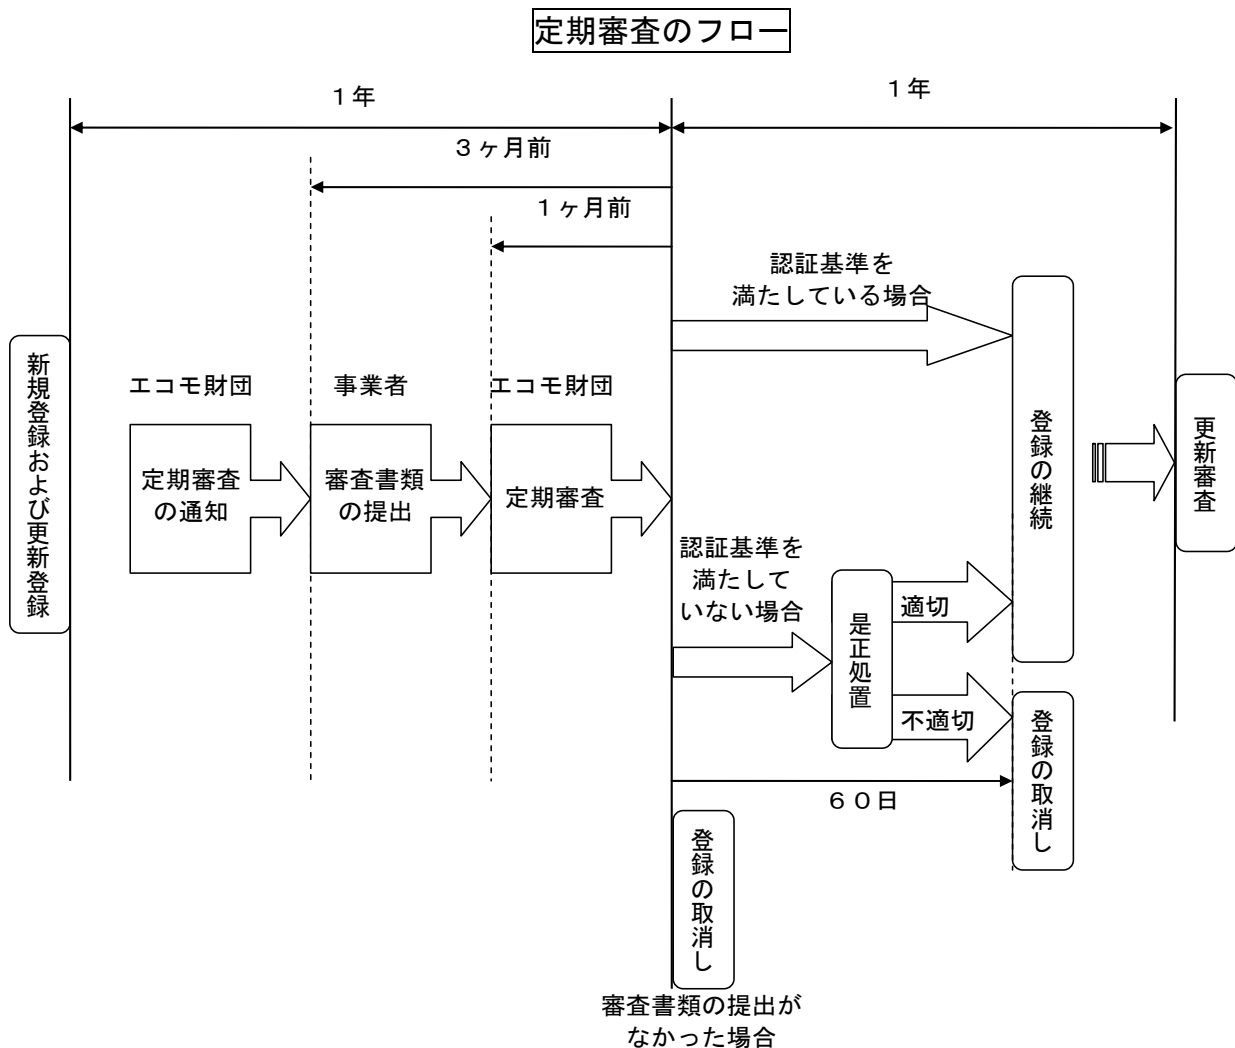 定期審査のフロー
１年
１年
３ヶ月前
１ヶ月前
認証基準を
満たしている場合
新規登録および更新登録
エコモ財団
事業者
エコモ財団
定期審査
の通知
審査書類
の提出
定期審査
登録の継続
更新審査
認証基準を
満たして
いない場合
是正処置
適切
不適切
登録の取消し
６０日
登録の取消し
審査書類の提出が
なかった場合